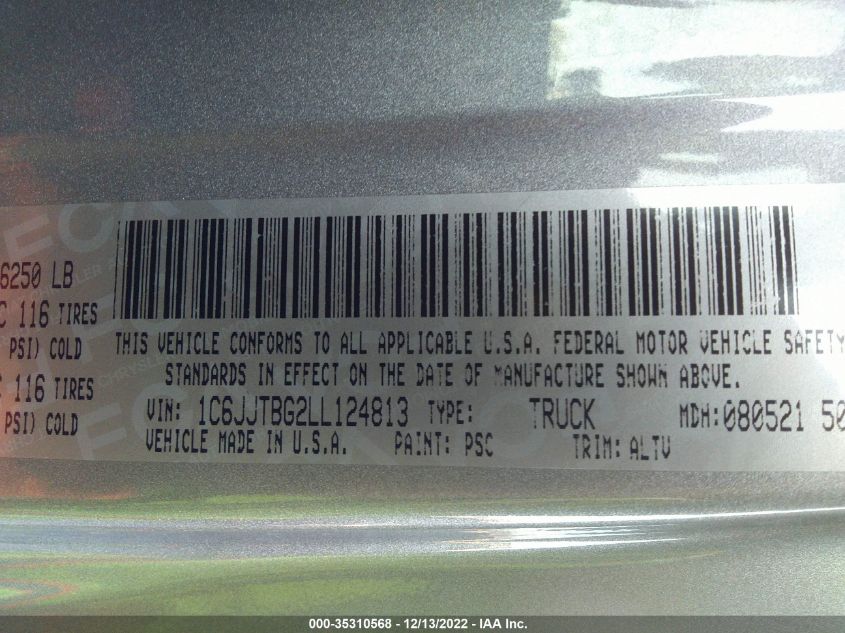 6250 LB
C 116 TIRES
PSI) COLD
116 TIRES
PSI) COLD
THIS VEHICLE CONFORMS TO ALL APPLICABLE U.S.A. FEDERAL MOTOR VEHICLE SAFETY
STANDARDS IN EFFECT ON THE DATE OF MANUFACTURE SHOWN ABOVE.
VIN: 1C6JJTBG2LL124813 TYPE: TRUCK MDH:080521 50
VEHICLE MADE IN U.S.A. PAINT: PSC TRIM: ALTV
000-35310568 - 12/13/2022 - IAA Inc.